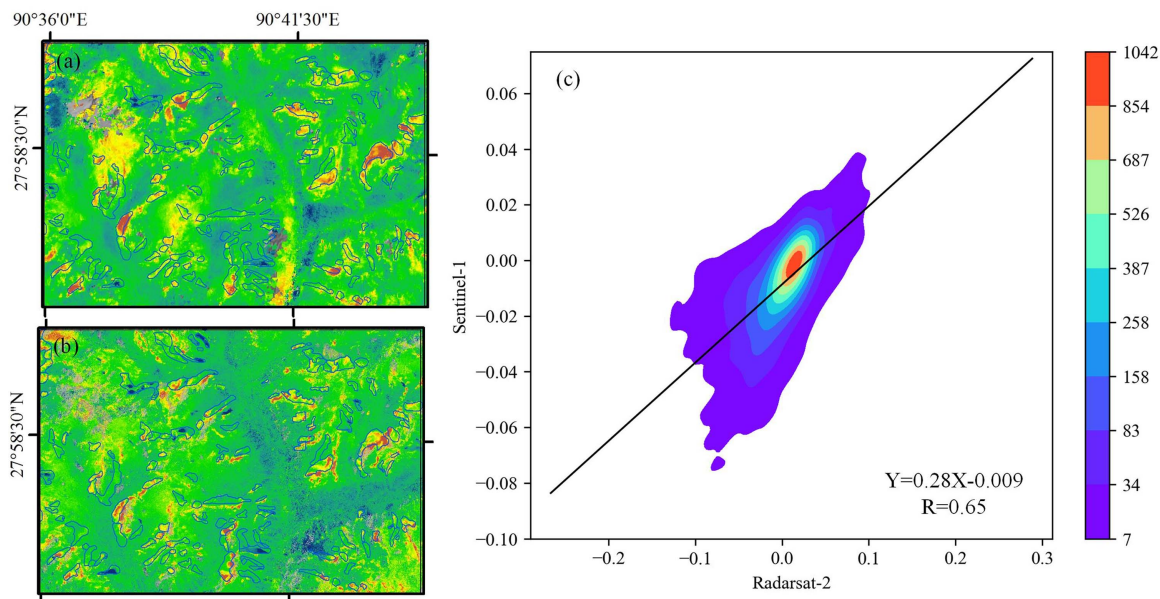 90°36'0"E 90°41'30"E
(a)
27°58'30"N
(b)
27°58'30"N
(c)
0.06
0.04
0.02
0.00
−0.02
−0.04
−0.06
−0.08
−0.10
Sentinel-1
−0.2 −0.1 0.0 0.1 0.2 0.3
Radarsat-2
Y=0.28X-0.009
R=0.65
1042
854
687
526
387
258
158
83
34
7